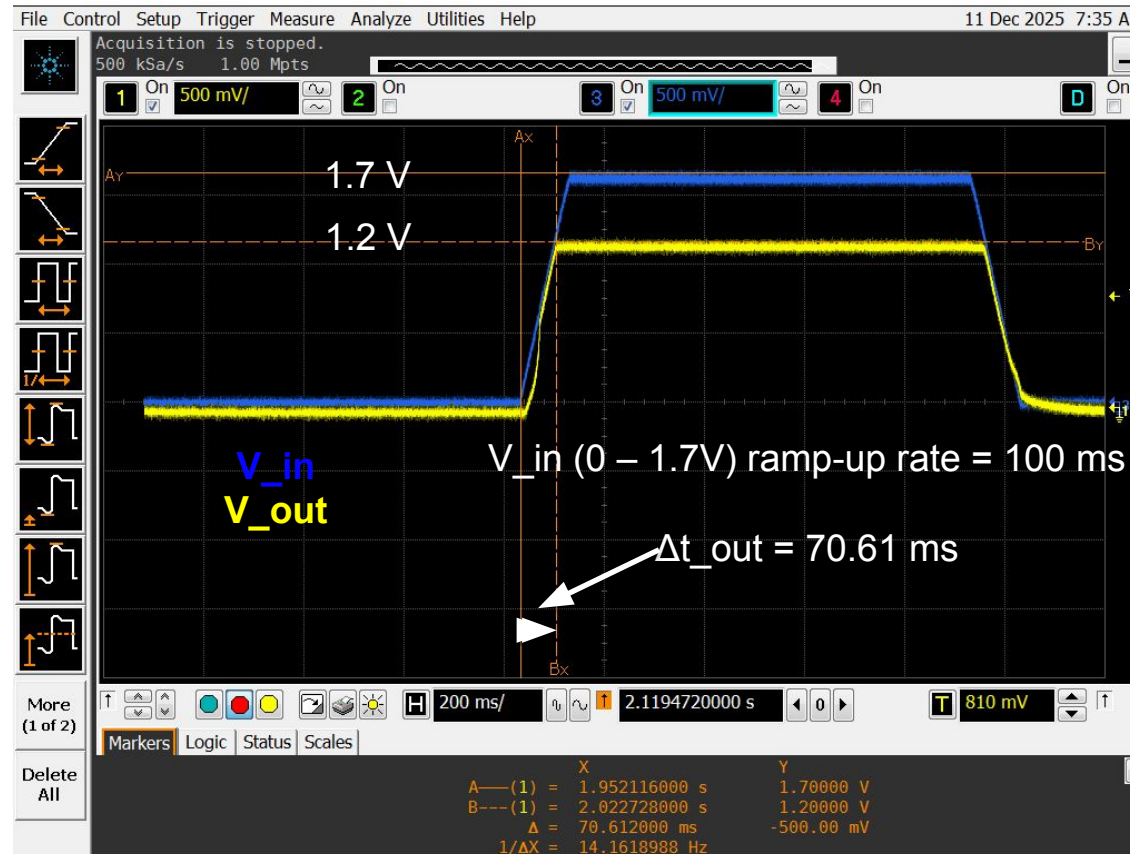 File Control Setup Trigger Measure Analyze Utilities Help 11 Dec 2025 7:35 A
Acquisition is stopped.
500 kSa/s 1.00 Mpts
1 On 500 mV/ 2 On 3 On 500 mV/ 4 On D On
Ax
Ay
1.7 V
1.2 V
By
V_in
V_out
V_in (0 – 1.7V) ramp-up rate = 100 ms
Δt_out = 70.61 ms
Bx
1/
More
(1 of 2)
Delete
All
H 200 ms/ 2.1194720000 s 0 T 810 mV
Markers Logic Status Scales
X Y
A———(1) = 1.952116000 s 1.70000 V
B---(1) = 2.022728000 s 1.20000 V
Δ = 70.612000 ms -500.00 mV
1/ΔX = 14.1618988 Hz